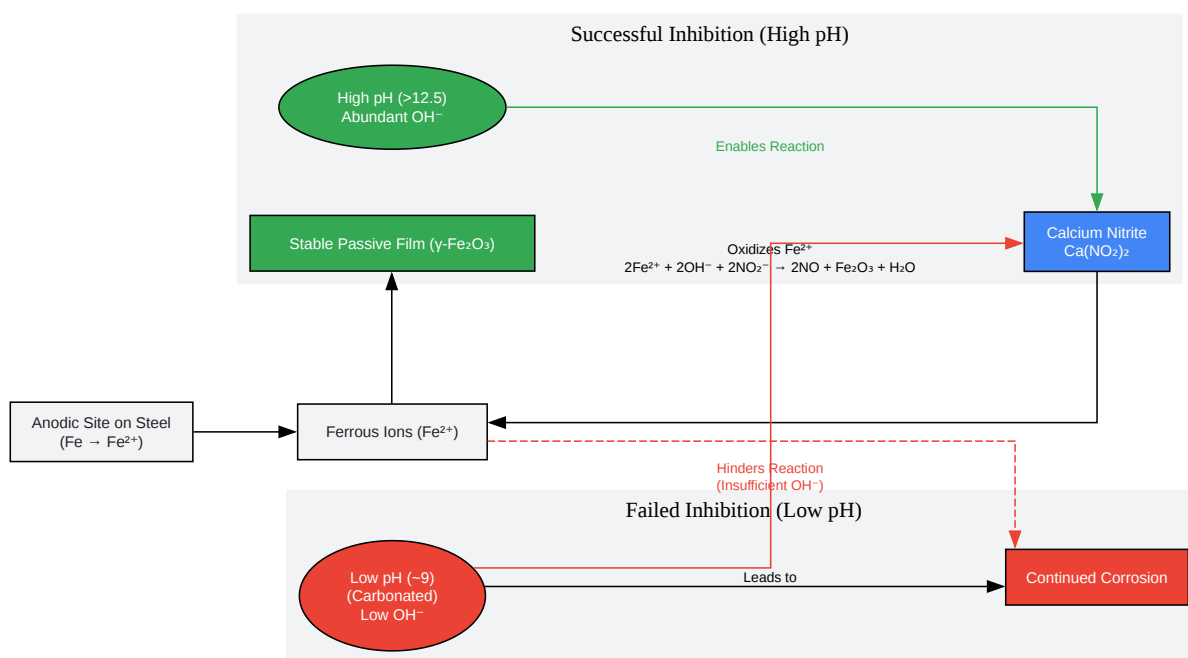 Successful Inhibition (High pH)
High pH (>12.5)
Abundant OH⁻
Enables Reaction
Stable Passive Film (γ-Fe₂O₃)
Calcium Nitrite
Ca(NO₂)₂
Oxidizes Fe²⁺
2Fe²⁺ + 2OH⁻ + 2NO₂⁻ → 2NO + Fe₂O₃ + H₂O
Anodic Site on Steel
(Fe → Fe²⁺)
Ferrous Ions (Fe²⁺)
Hinders Reaction
(Insufficient OH⁻)
Failed Inhibition (Low pH)
Low pH (~9)
(Carbonated)
Low OH⁻
Leads to
Continued Corrosion